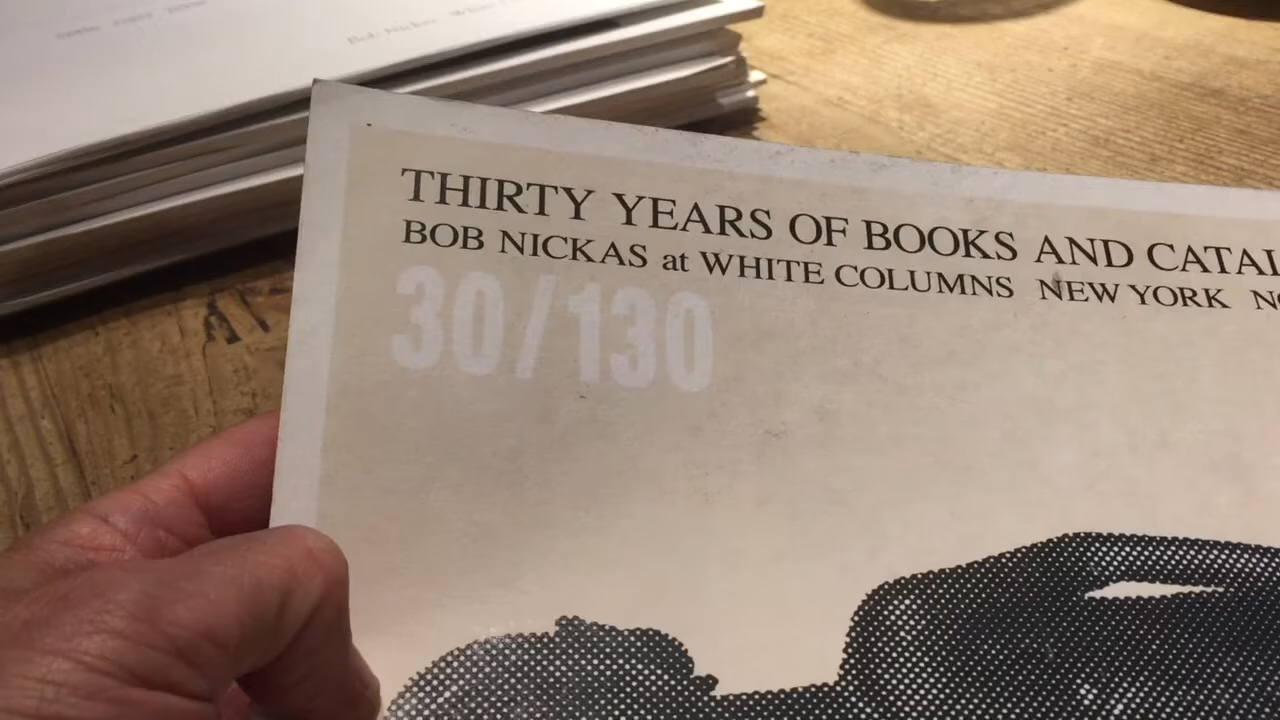 THIRTY YEARS OF BOOKS AND CATAL
BOB NICKAS at WHITE COLUMNS NEW YORK
30/130